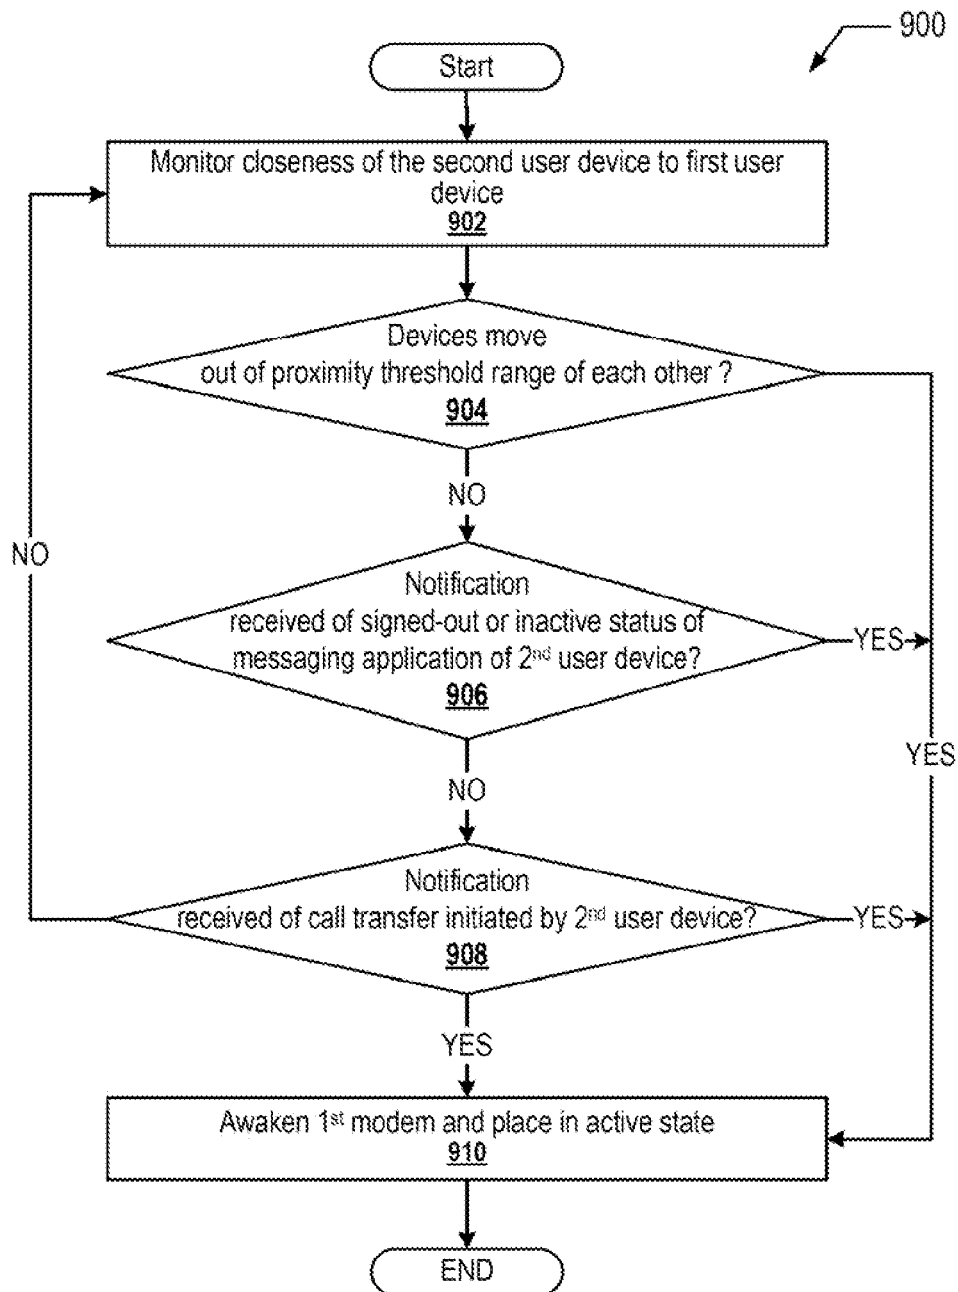 900
Start
Monitor closeness of the second user device to first user
device
902
Devices move
out of proximity threshold range of each other ?
904
NO
NO
Notification
received of signed-out or inactive status of
messaging application of 2nd user device?
906
YES
YES
NO
Notification
received of call transfer initiated by 2nd user device?
908
YES
YES
Awaken 1st modem and place in active state
910
END